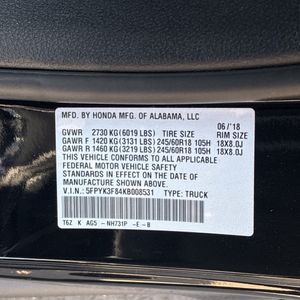 MFD. BY HONDA MFG. OF ALABAMA, LLC
06/'18
GVWR 2730 KG(6019 LBS) TIRE SIZE RIM SIZE
GAWR F 1420 KG(3131 LBS) 245/60R18 105H 18X8.0J
GAWR R 1460 KG(3219 LBS) 245/60R18 105H 18X8.0J
THIS VEHICLE CONFORMS TO ALL APPLICABLE
FEDERAL MOTOR VEHICLE SAFETY
STANDARDS IN EFFECT ON THE DATE OF
MANUFACTURE SHOWN ABOVE.
V.I.N.: 5FPYK3F84KB008531 TYPE: TRUCK
T6Z K AG5 -NH731P -E -B